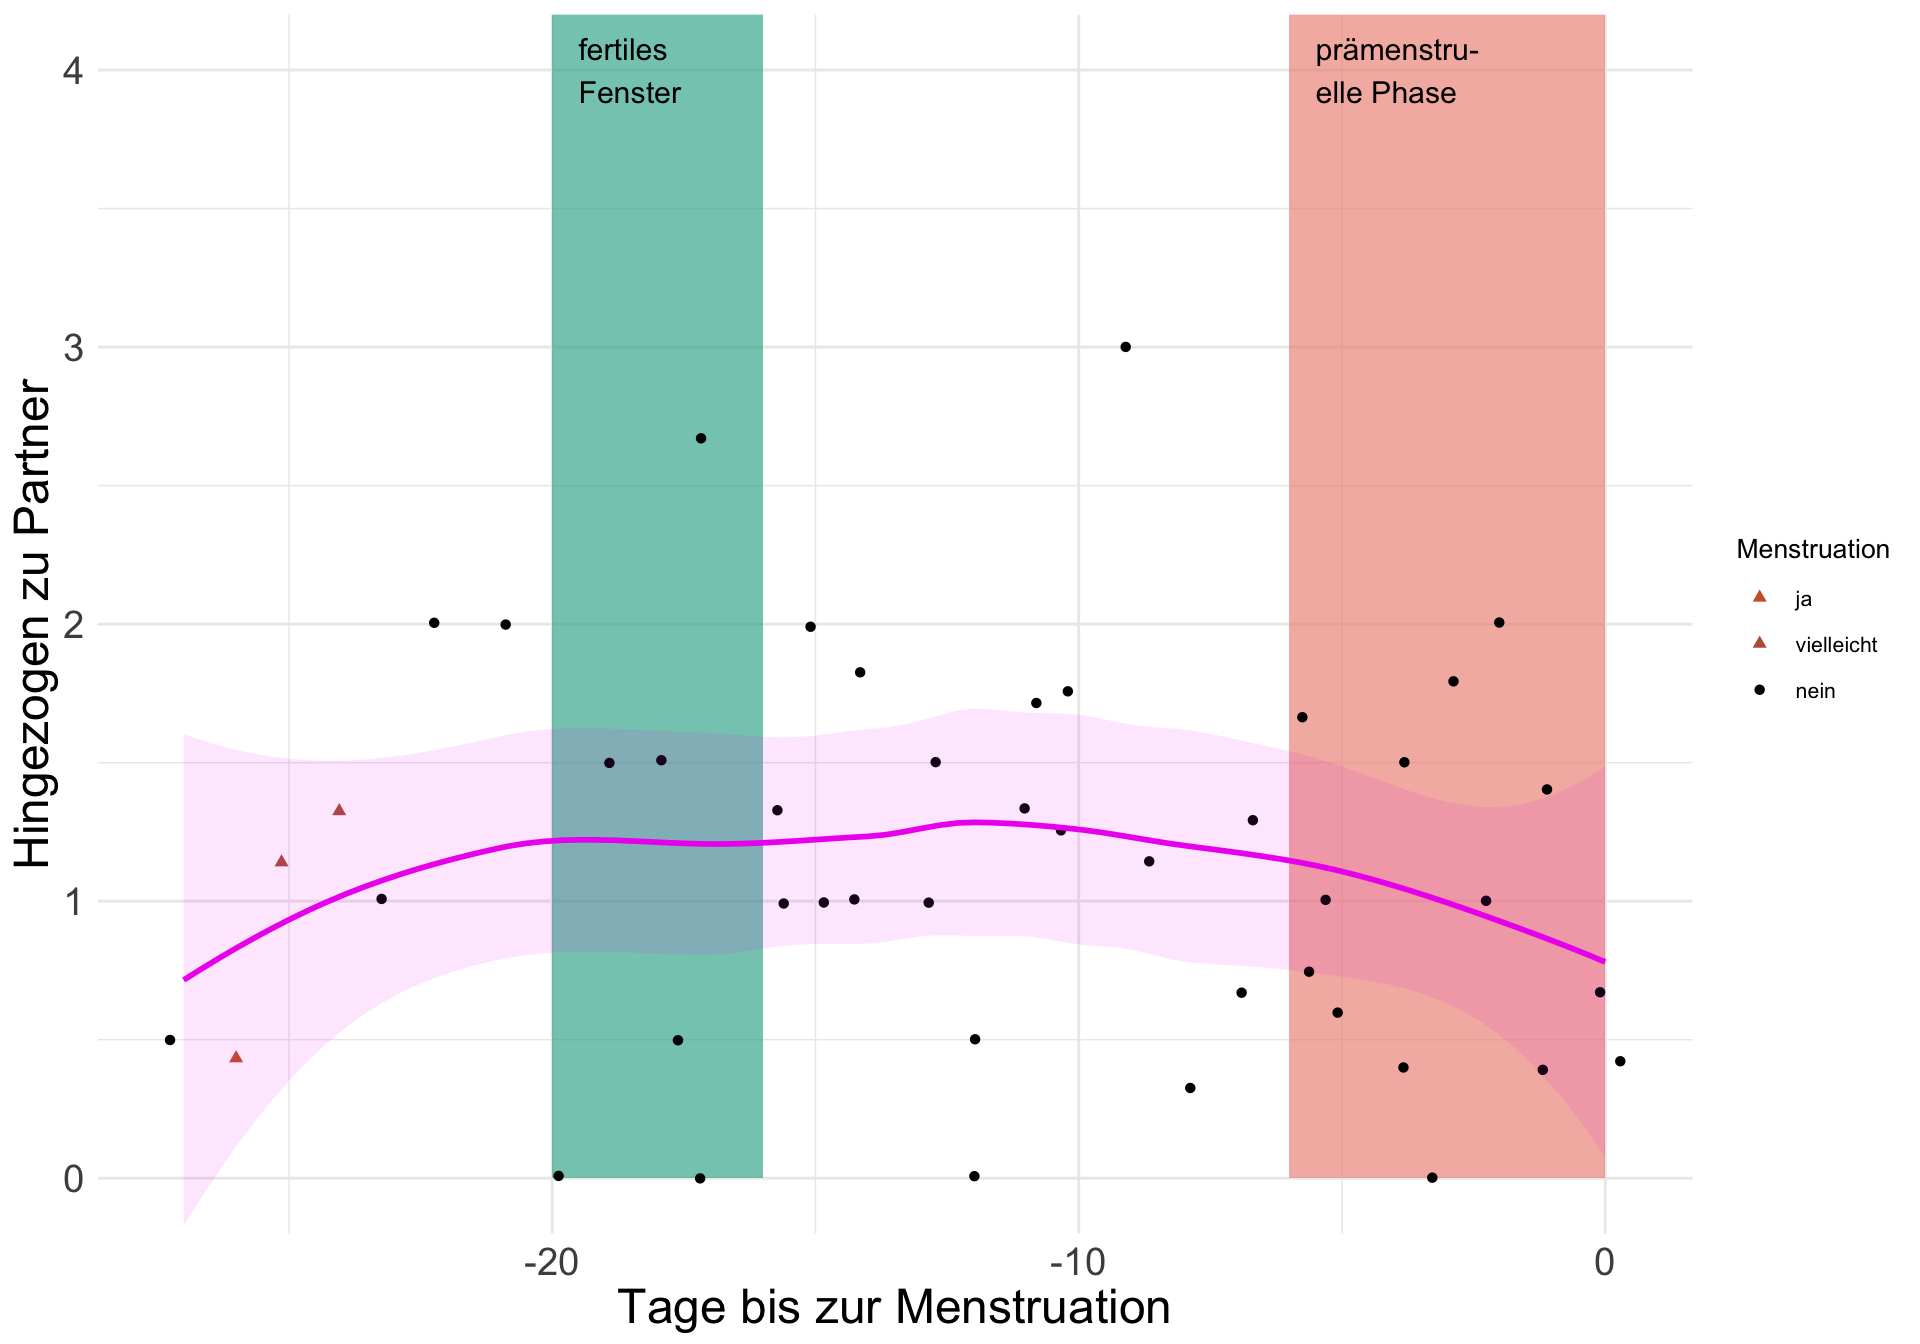 fertiles
Fenster
prämenstru-
elle Phase
4
3
2
1
0
Hingezogen zu Partner
-20
-10
0
Tage bis zur Menstruation
Menstruation
ja
vielleicht
nein